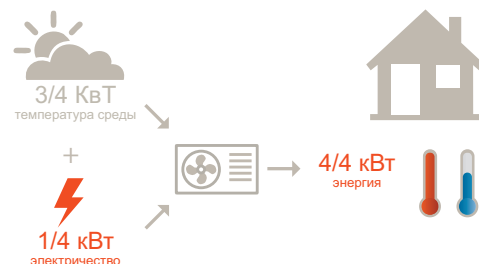 3/4 КвТ
температура среды
+
1/4 кВт
электричество
4/4 кВт
энергия